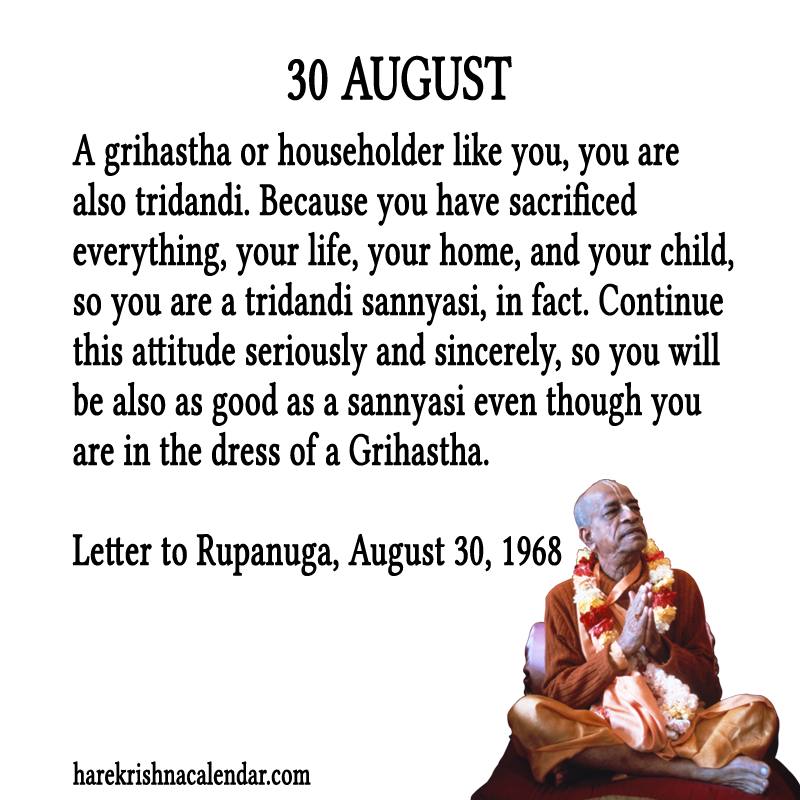 30 AUGUST
A grihastha or householder like you, you are
also tridandi. Because you have sacrificed
everything, your life, your home, and your child,
so you are a tridandi sannyasi, in fact. Continue
this attitude seriously and sincerely, so you will
be also as good as a sannyasi even though you
are in the dress of a Grihastha.
Letter to Rupanuga, August 30, 1968
harekrishnacalendar.com